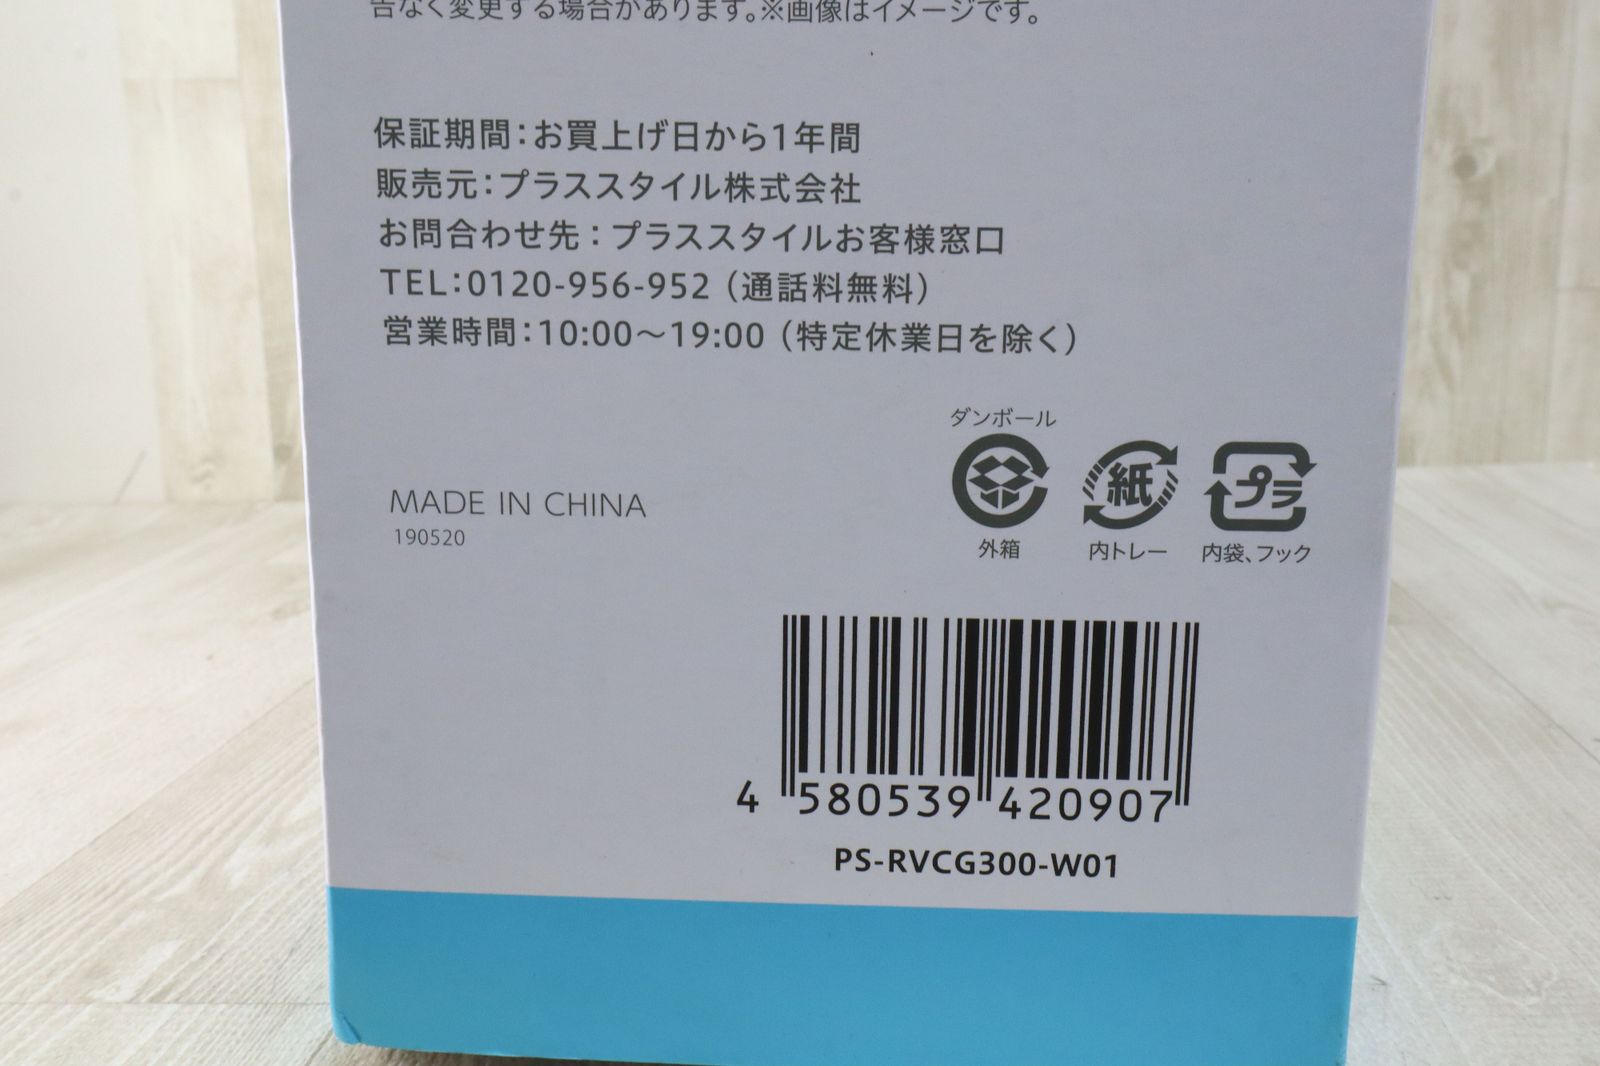 告なく変更する場合があります。※画像はイメージです。
保証期間：お買上げ日から1年間
販売元：プラススタイル株式会社
お問合わせ先：プラススタイルお客様窓口
TEL：0120-956-952（通話料無料）
営業時間：10:00～19:00（特定休業日を除く）
ダンボール
紙
プラ
外箱
内トレー
内袋、フック
MADE IN CHINA
190520
4 580539 420907
PS-RVCG300-W01